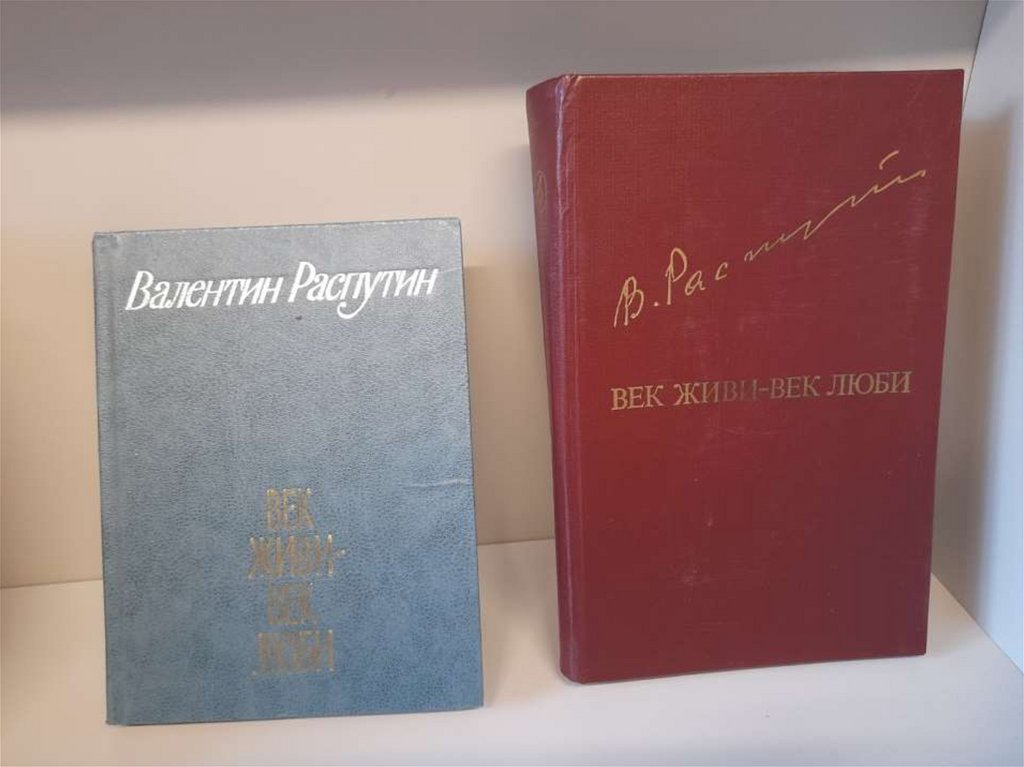 Валентин Распутин
ВЕК
ЖИВИ-
ВЕК
ЛЮБИ
В. Распутин
ВЕК ЖИВИ-ВЕК ЛЮБИ